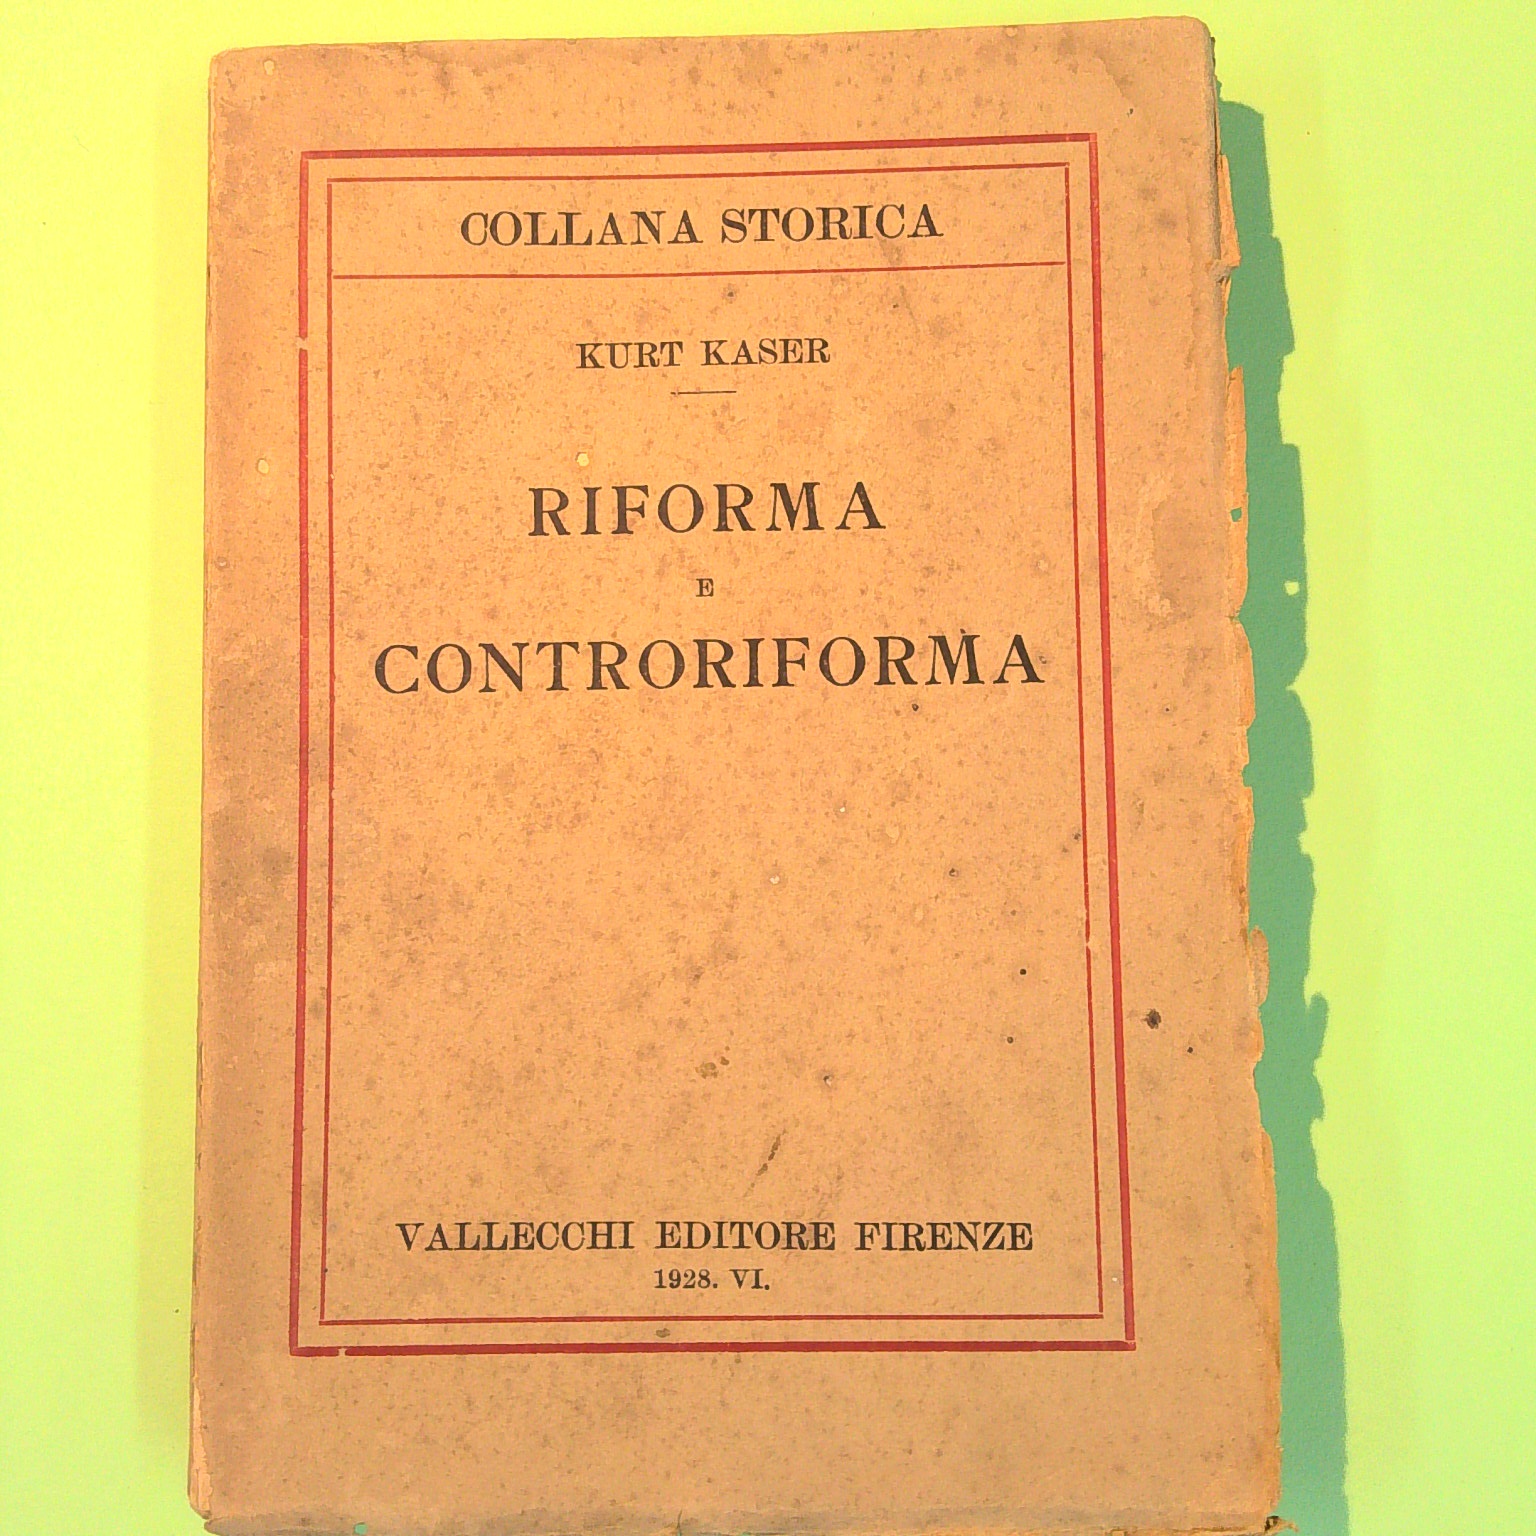 COLLANA STORICA
KURT KASER
RIFORMA
E
CONTRORIFORMA
VALLECCHI EDITORE FIRENZE
1928. VI.